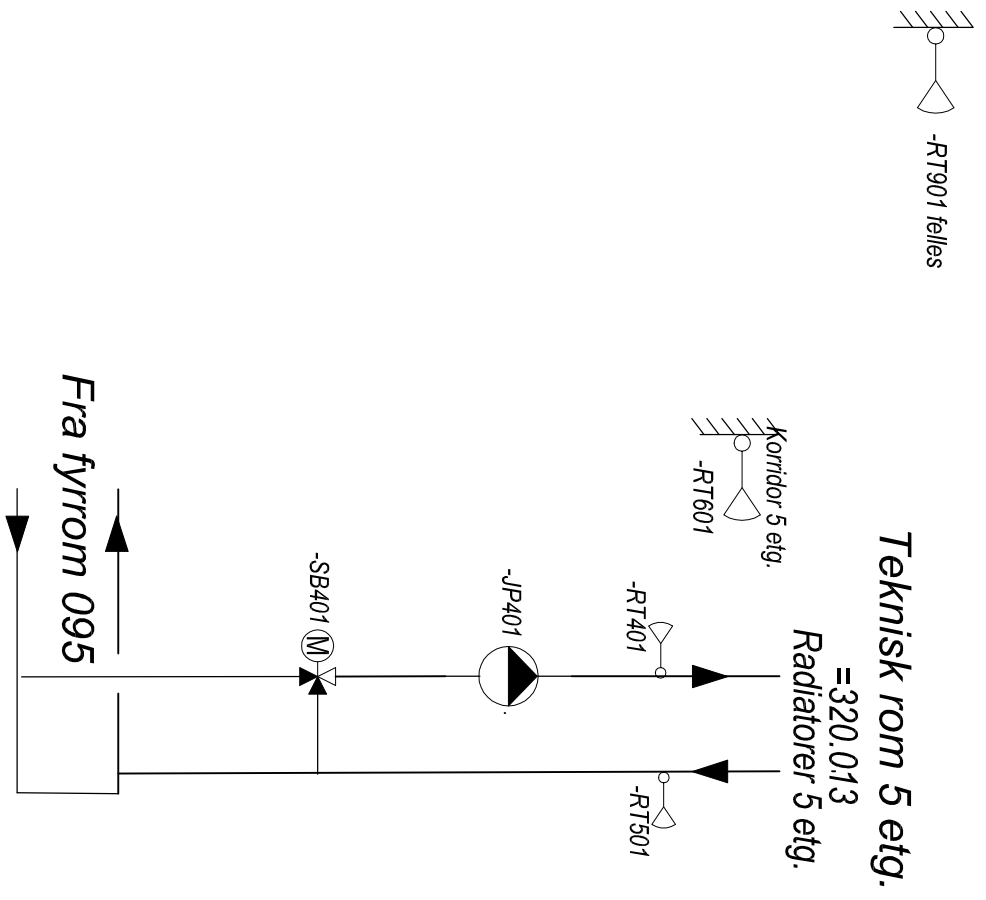 Teknisk rom 5 etg.
=320.013
Radiatorer 5 etg.
-RT901 felles
Korridor 5 etg.
-RT601
-RT401
-RT501
-JP401
-SB401
M
Fra fyrrom 095